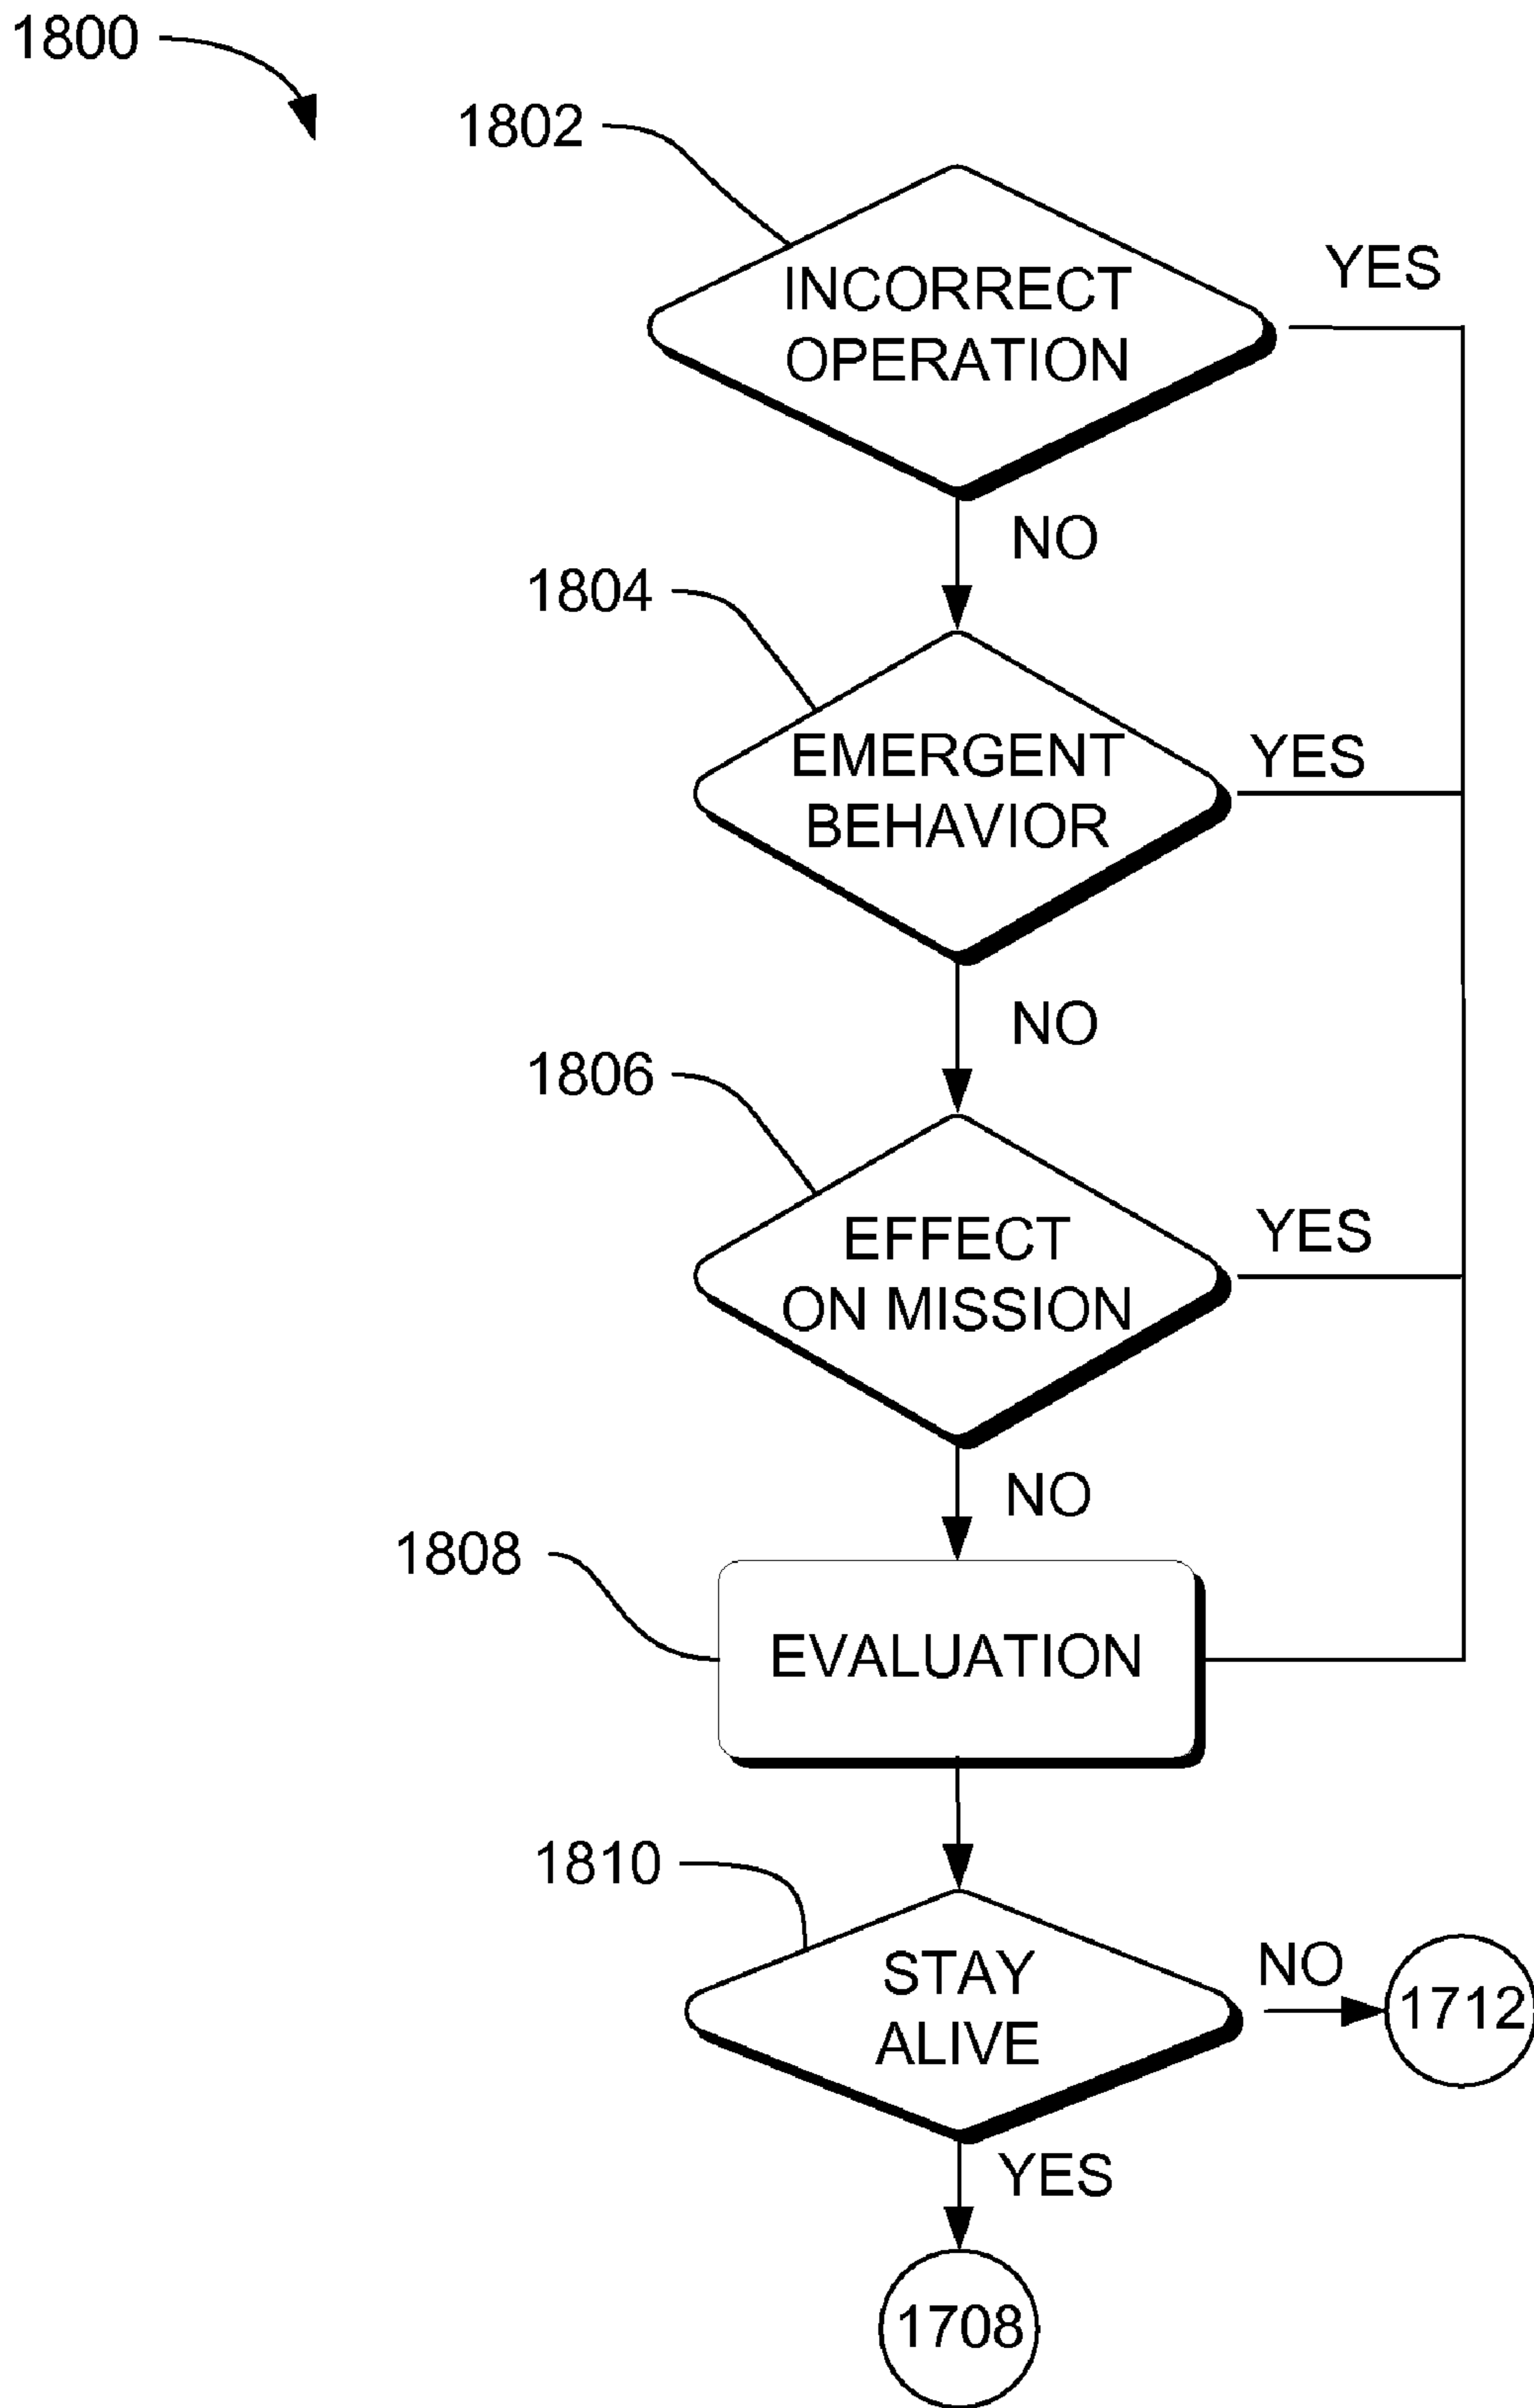 1800
1802
INCORRECT
OPERATION
YES
NO
1804
EMERGENT
BEHAVIOR
YES
NO
1806
EFFECT
ON MISSION
YES
NO
1808
EVALUATION
1810
STAY
ALIVE
NO
1712
YES
1708